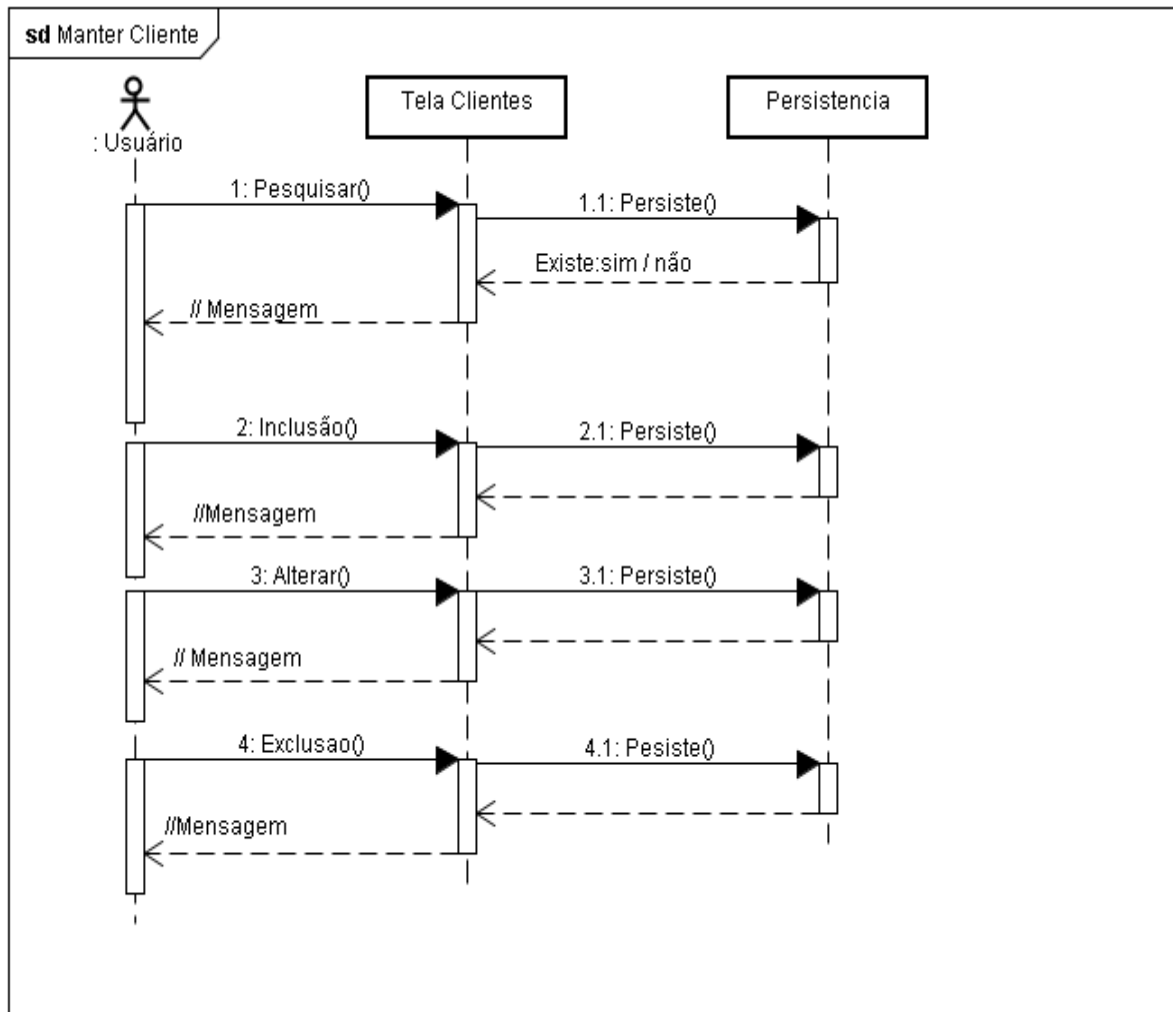 sd Manter Cliente
: Usuário
Tela Clientes
Persistencia
1: Pesquisar()
1.1: Persiste()
Existe:sim / não
// Mensagem
2: Inclusão()
2.1: Persiste()
//Mensagem
3: Alterar()
3.1: Persiste()
// Mensagem
4: Exclusao()
4.1: Pesiste()
//Mensagem